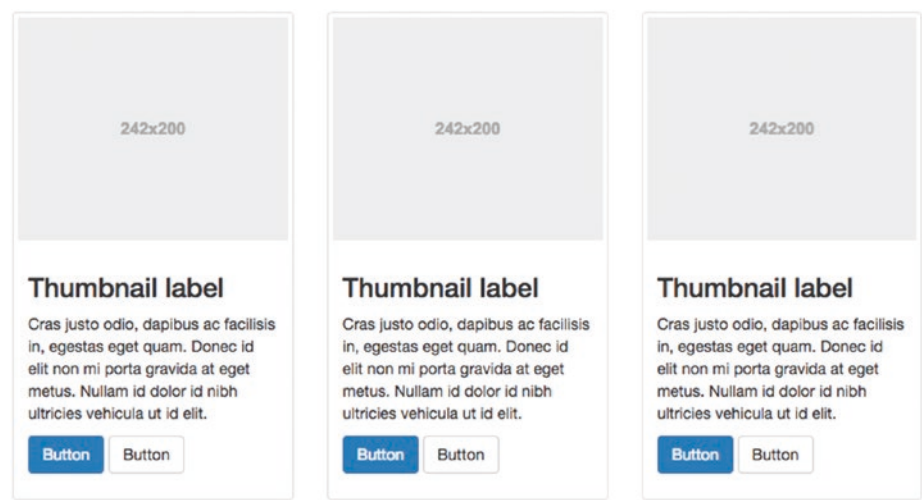 242x200
Thumbnail label
Cras justo odio, dapibus ac facilisis
in, egestas eget quam. Donec id
elit non mi porta gravida at eget
metus. Nullam id dolor id nibh
ultricies vehicula ut id elit.
Button Button
242x200
Thumbnail label
Cras justo odio, dapibus ac facilisis
in, egestas eget quam. Donec id
elit non mi porta gravida at eget
metus. Nullam id dolor id nibh
ultricies vehicula ut id elit.
Button Button
242x200
Thumbnail label
Cras justo odio, dapibus ac facilisis
in, egestas eget quam. Donec id
elit non mi porta gravida at eget
metus. Nullam id dolor id nibh
ultricies vehicula ut id elit.
Button Button